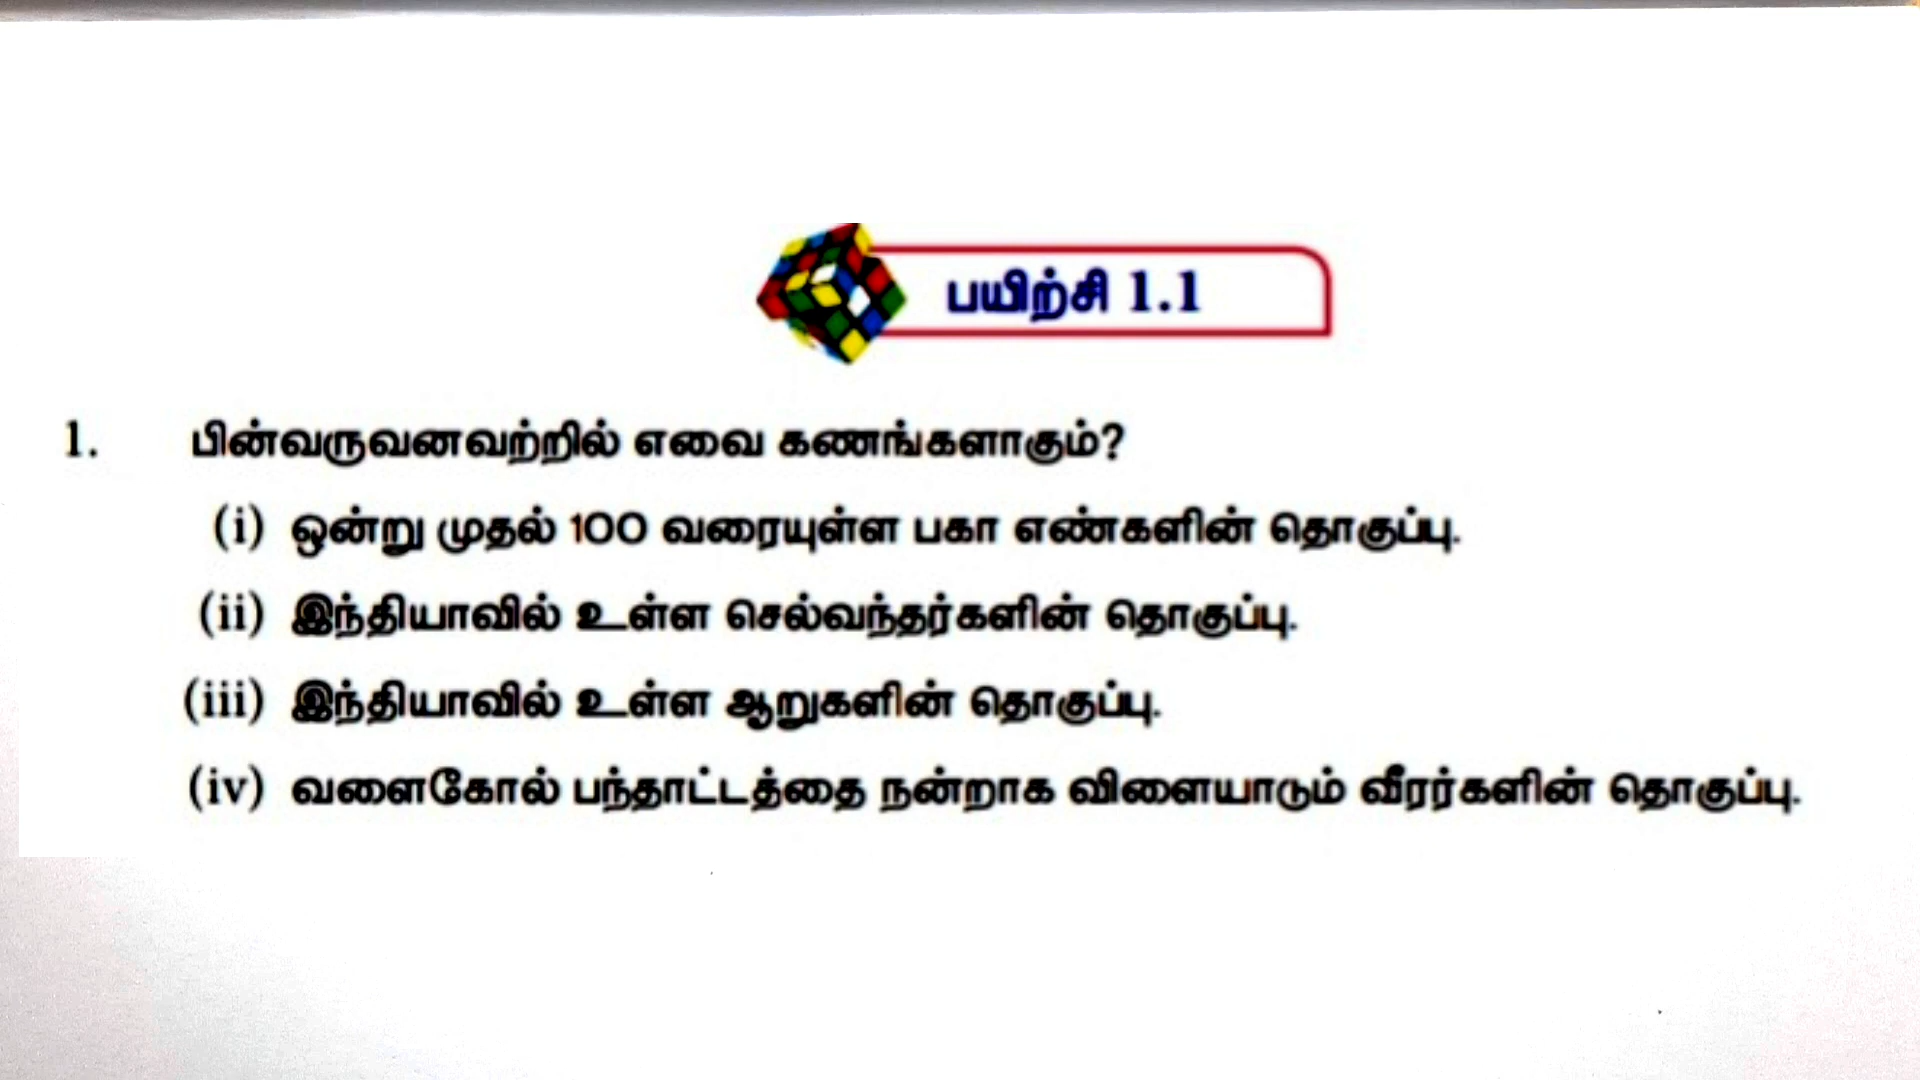 பயிற்சி 1.1
1. பின்வருவனவற்றில் எவை கணங்களாகும்?
(i) ஒன்று முதல் 100 வரையுள்ள பகா எண்களின் தொகுப்பு.
(ii) இந்தியாவில் உள்ள செல்வந்தர்களின் தொகுப்பு.
(iii) இந்தியாவில் உள்ள ஆறுகளின் தொகுப்பு.
(iv) வளைகோல் பந்தாட்டத்தை நன்றாக விளையாடும் வீரர்களின் தொகுப்பு.